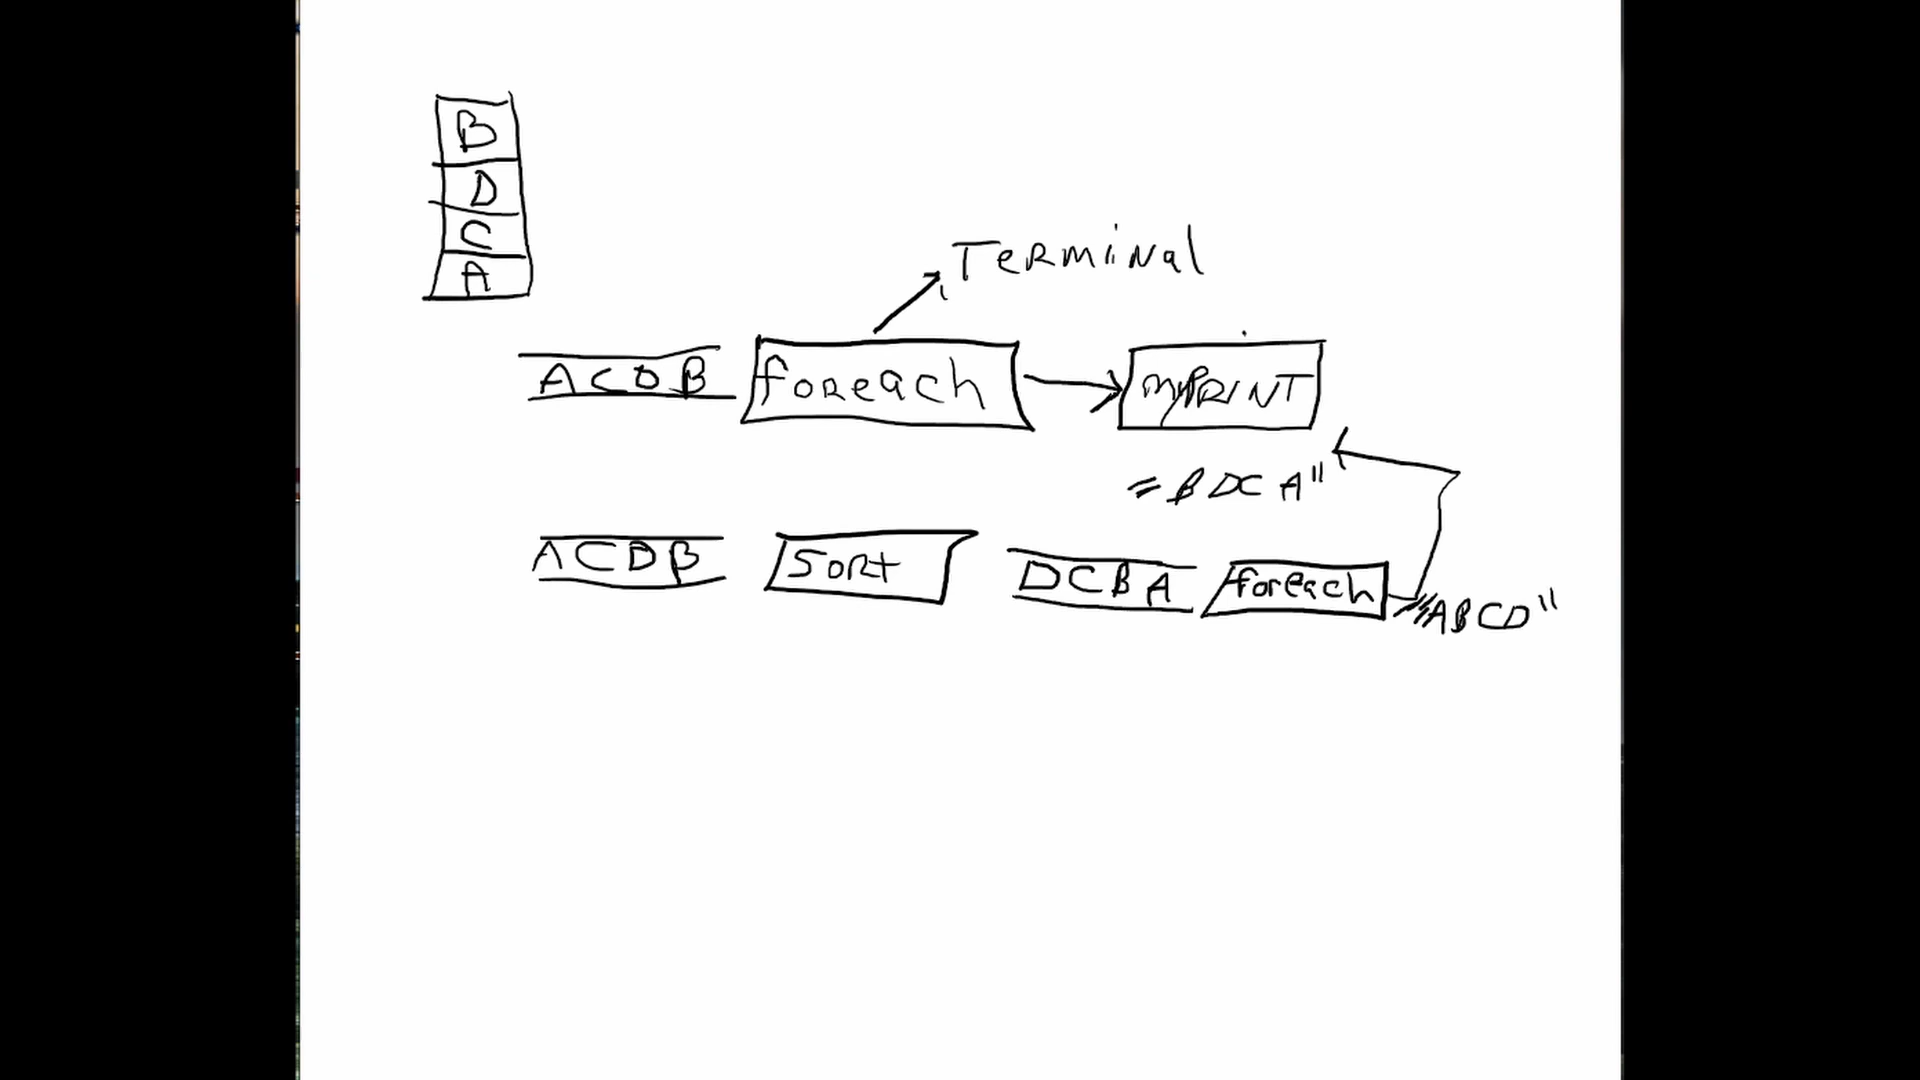 B
D
C
A
Terminal
ACDB foreach myPRINT
"BDCA"
ACDB Sort DCBA foreach "ABCD"